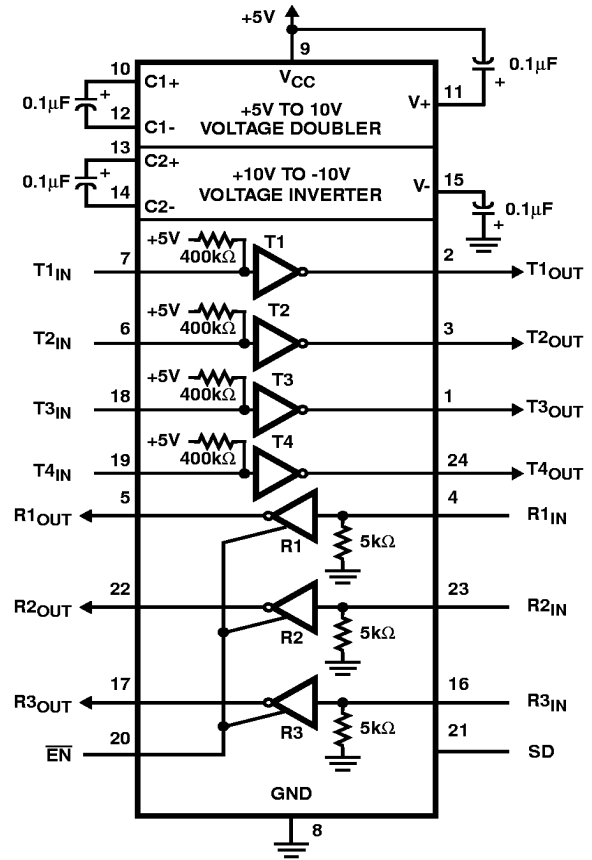 +5V
9
10
C1+
VCC
0.1µF
+
+
0.1µF
11
V+
+5V TO 10V
VOLTAGE DOUBLER
12
C1-
13
C2+
+10V TO -10V
VOLTAGE INVERTER
0.1µF
+
14
C2-
15
V-
0.1µF
+
+5V
400kΩ
T1
T1IN
7
2
T1OUT
+5V
400kΩ
T2
T2IN
6
3
T2OUT
+5V
400kΩ
T3
T3IN
18
1
T3OUT
+5V
400kΩ
T4
T4IN
19
24
T4OUT
R1OUT
5
4
R1IN
R1
5kΩ
R2OUT
22
23
R2IN
R2
5kΩ
R3OUT
17
16
R3IN
R3
5kΩ
EN
20
21
SD
GND
8